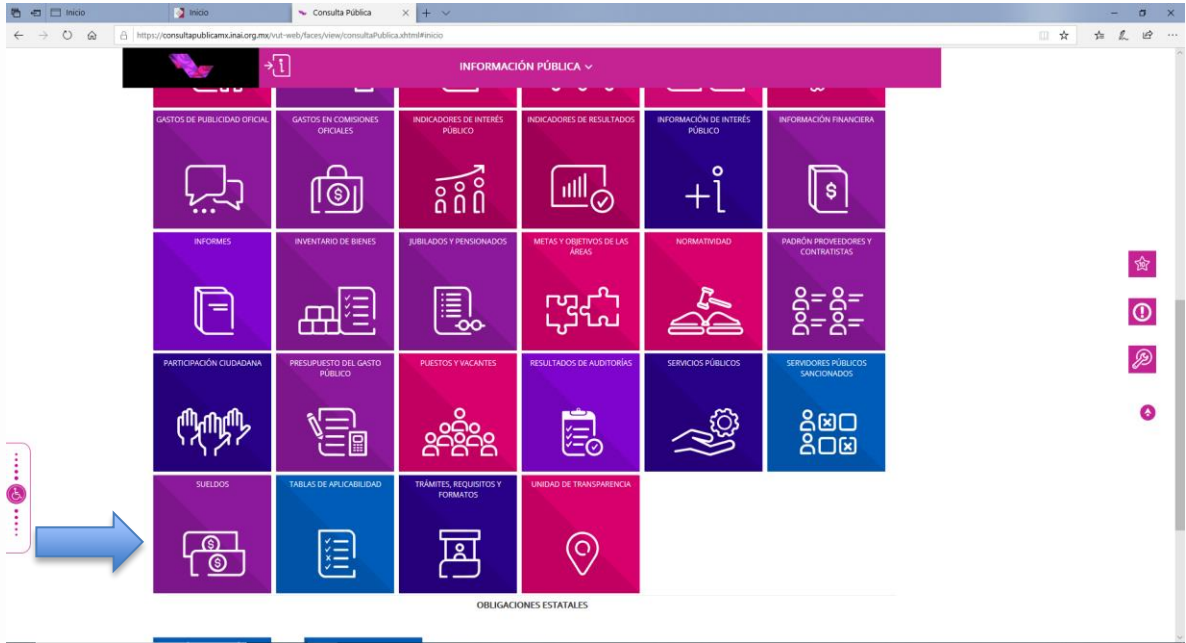 Inicio
Inicio
Consulta Pública
https://consultapublicamx.inai.org.mx/vut-web/faces/view/consultaPublica.xhtml#inicio
INFORMACIÓN PÚBLICA
GASTOS DE PUBLICIDAD OFICIAL
GASTOS EN COMISIONES
OFICIALES
INDICADORES DE INTERÉS
PÚBLICO
INDICADORES DE RESULTADOS
INFORMACIÓN DE INTERÉS
PÚBLICO
INFORMACIÓN FINANCIERA
INFORMES
INVENTARIO DE BIENES
JUBILADOS Y PENSIONADOS
METAS Y OBJETIVOS DE LAS
ÁREAS
NORMATIVIDAD
PADRÓN PROVEEDORES Y
CONTRATISTAS
PARTICIPACIÓN CIUDADANA
PRESUPUESTO DEL GASTO
PÚBLICO
PUESTOS Y VACANTES
RESULTADOS DE AUDITORÍAS
SERVICIOS PÚBLICOS
SERVIDORES PÚBLICOS
SANCIONADOS
SUELDOS
TABLAS DE APLICABILIDAD
TRÁMITES, REQUISITOS Y
FORMATOS
UNIDAD DE TRANSPARENCIA
OBLIGACIONES ESTATALES